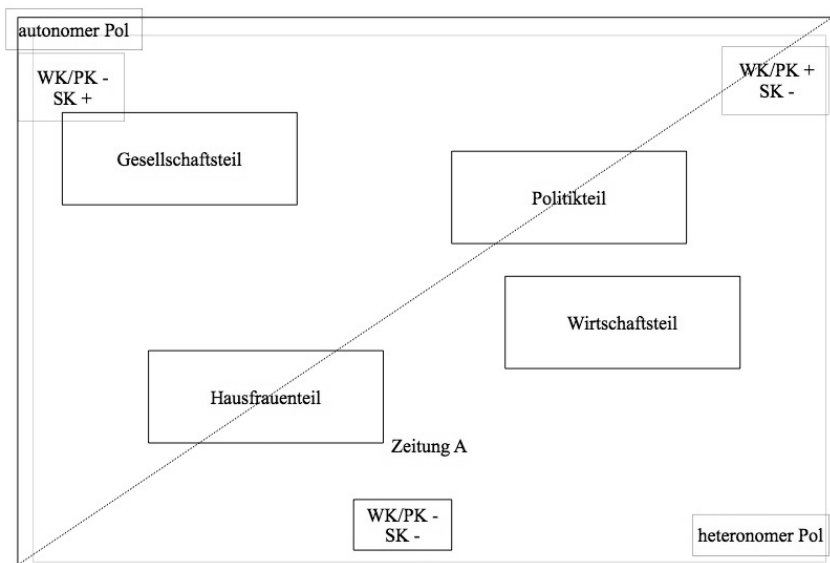 autonomer Pol
WK/PK -
SK +
WK/PK +
SK -
Gesellschaftsteil
Politikteil
Wirtschaftsteil
Hausfrauenteil
Zeitung A
WK/PK -
SK -
heteronomer Pol